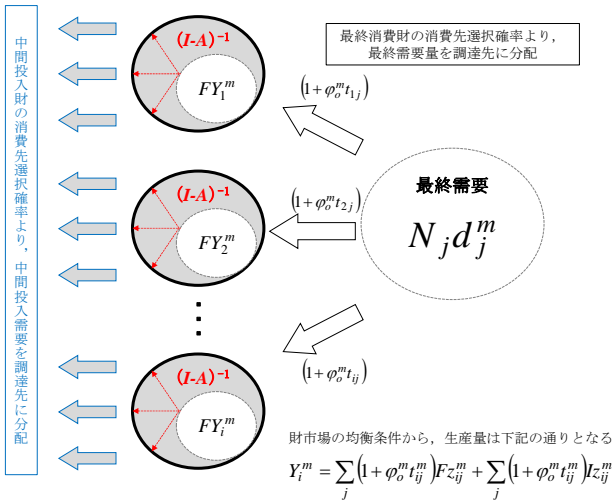 中間投入財の消費先選択確率より，中間投入需要を調達先に分配
最終消費財の消費先選択確率より，
最終需要量を調達先に分配
(I-A)⁻¹
FY₁ᵐ
(1+φₒᵐt₁ⱼ)
(I-A)⁻¹
FY₂ᵐ
(1+φₒᵐt₂ⱼ)
最終需要
Nⱼdⱼᵐ
(I-A)⁻¹
FYᵢᵐ
(1+φₒᵐtᵢⱼ)
財市場の均衡条件から，生産量は下記の通りとなる
Yᵢᵐ = ∑ⱼ(1+φₒᵐtᵢⱼᵐ)Fzᵢⱼᵐ + ∑ⱼ(1+φₒᵐtᵢⱼᵐ)Izᵢⱼᵐ